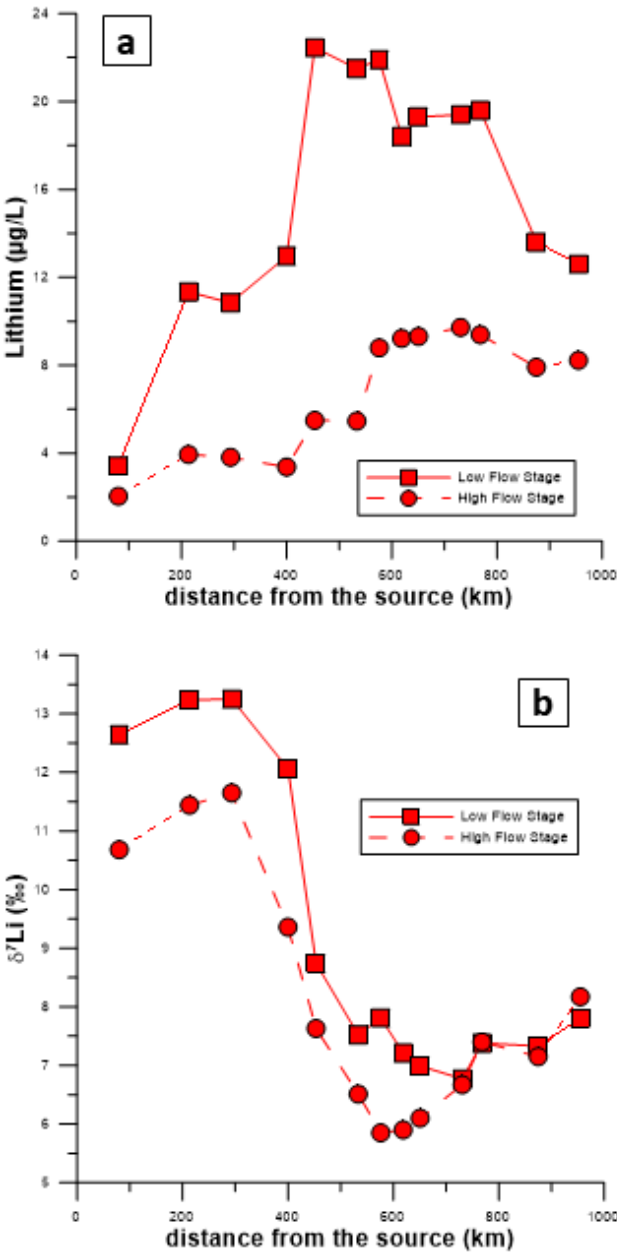 a
24
20
16
12
8
4
0
Lithium (µg/L)
Low Flow Stage
High Flow Stage
0 200 400 600 800 1000
distance from the source (km)
b
14
13
12
11
10
9
8
7
6
5
δ⁷Li (‰)
Low Flow Stage
High Flow Stage
0 200 400 600 800 1000
distance from the source (km)